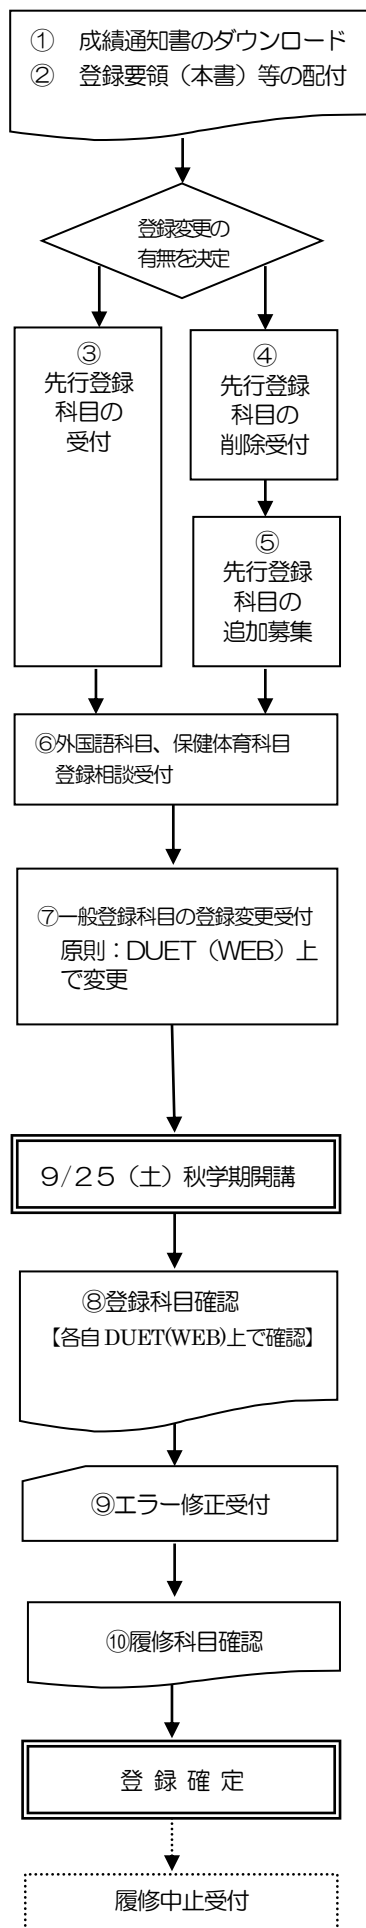 ①　成績通知書のダウンロード
②　登録要領（本書）等の配付
登録変更の
有無を決定
③
先行登録
科目の
受付
④
先行登録
科目の
削除受付
⑤
先行登録
科目の
追加募集
⑥外国語科目、保健体育科目
登録相談受付
⑦一般登録科目の登録変更受付
原則：DUET（WEB）上
で変更
9/25（土）秋学期開講
⑧登録科目確認
【各自 DUET(WEB)上で確認】
⑨エラー修正受付
⑩履修科目確認
登 録 確 定
履修中止受付